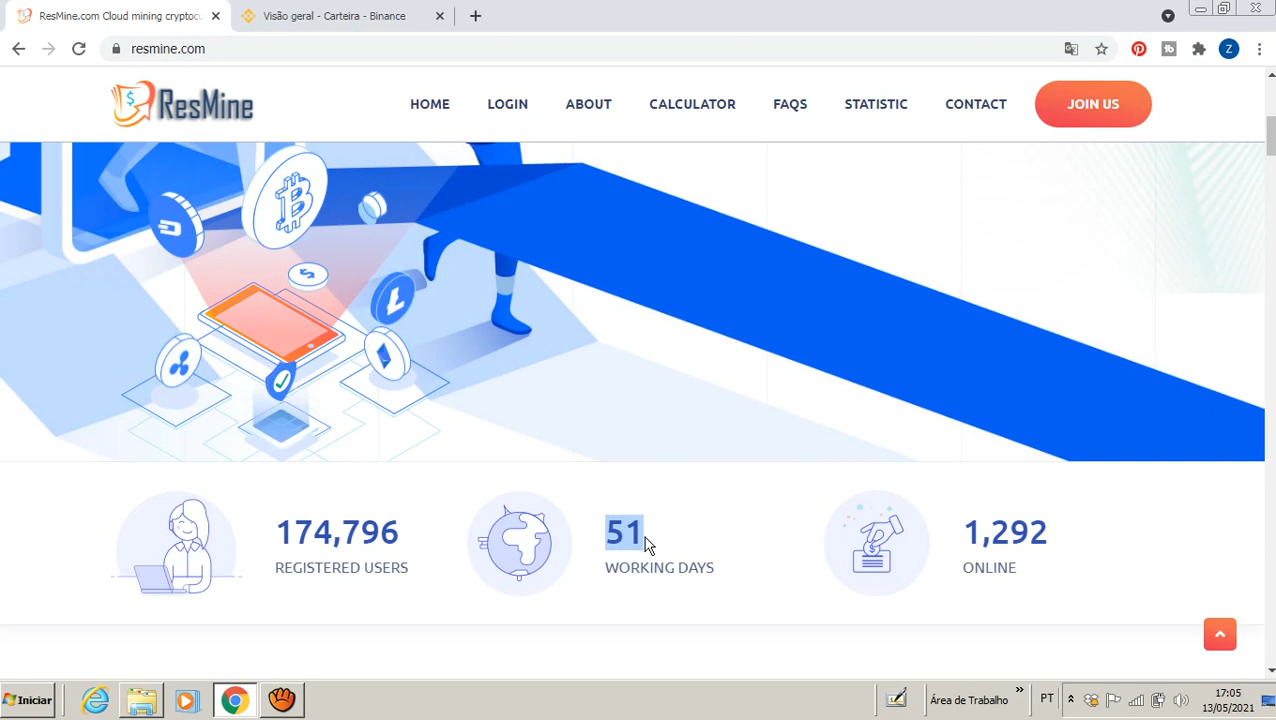 ResMine.com Cloud mining cryptocu
Visão geral - Carteira - Binance
resmine.com
Z
ResMine
HOME
LOGIN
ABOUT
CALCULATOR
FAQS
STATISTIC
CONTACT
JOIN US
174,796
REGISTERED USERS
51
WORKING DAYS
1,292
ONLINE
Iniciar
Área de Trabalho
PT
17:05
13/05/2021